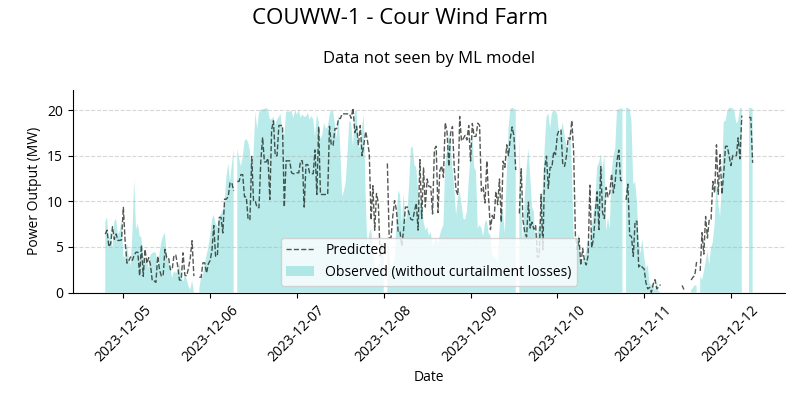 COUWW-1 - Cour Wind Farm
Data not seen by ML model
Power Output (MW)
20
15
10
5
0
Predicted
Observed (without curtailment losses)
2023-12-05
2023-12-06
2023-12-07
2023-12-08
2023-12-09
2023-12-10
2023-12-11
2023-12-12
Date